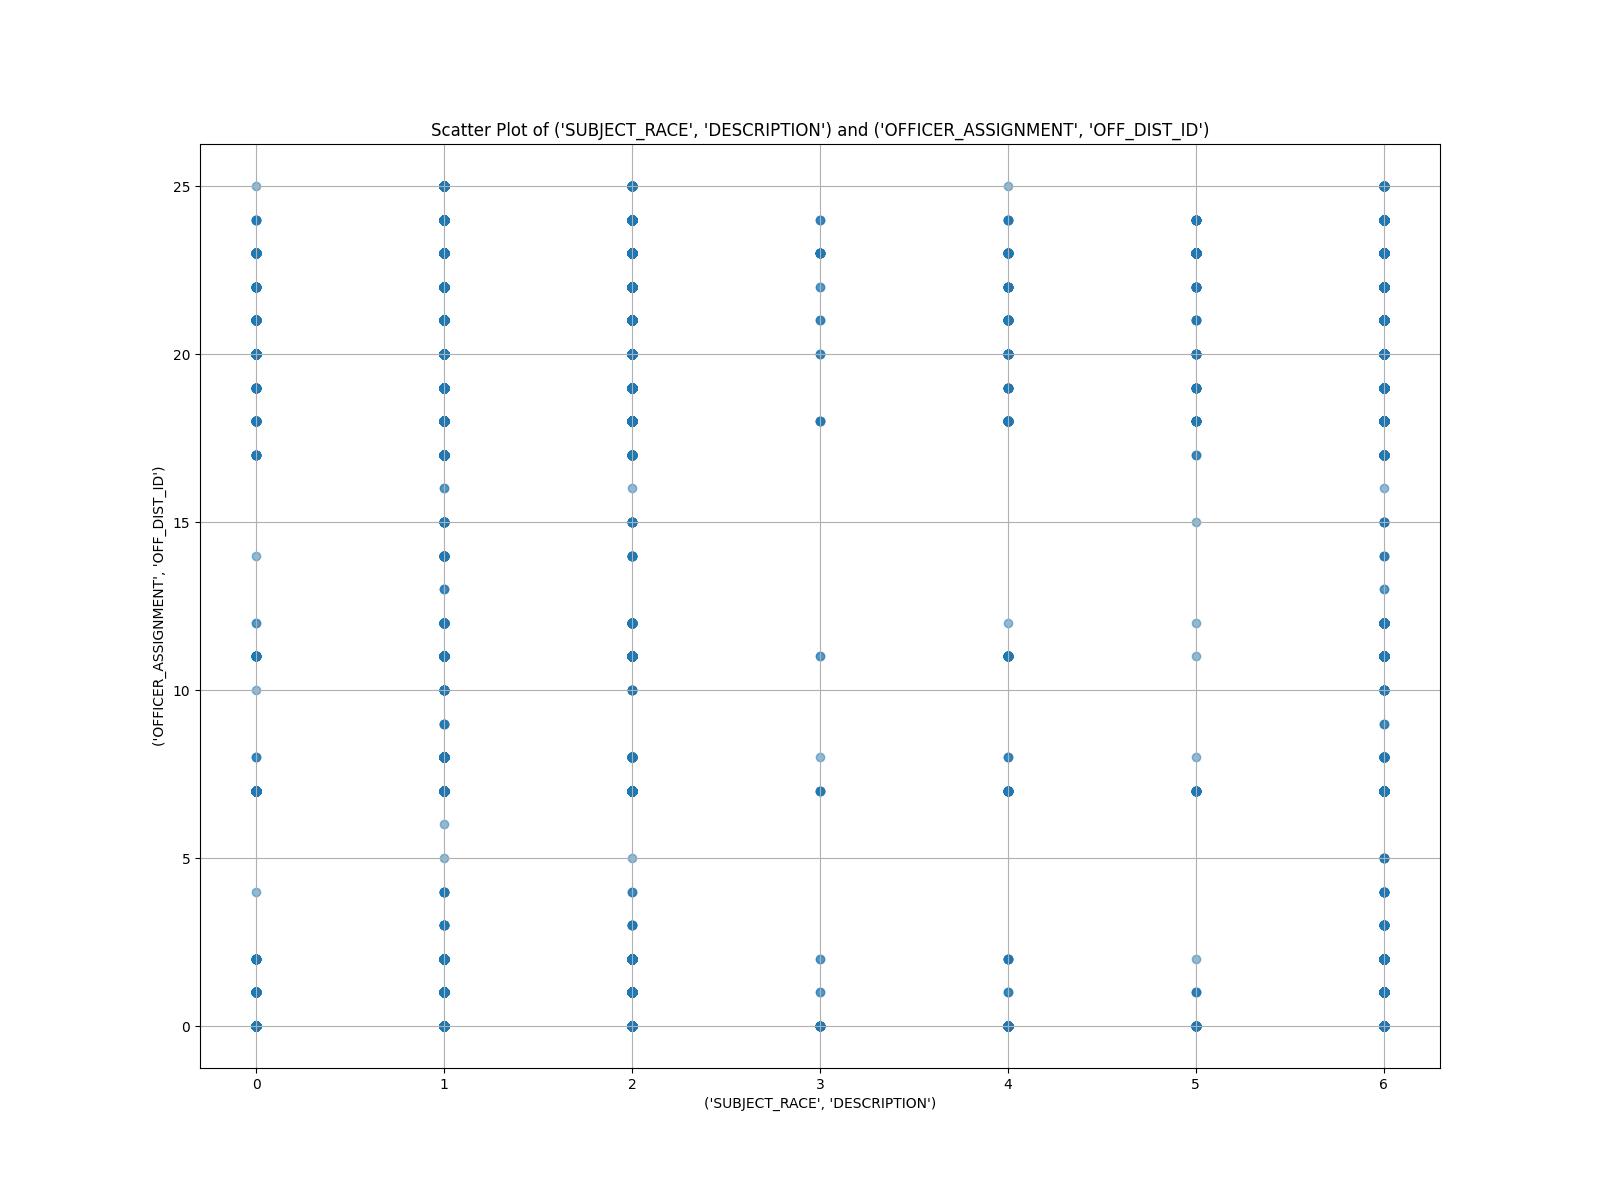 Scatter Plot of ('SUBJECT_RACE', 'DESCRIPTION') and ('OFFICER_ASSIGNMENT', 'OFF_DIST_ID')
('OFFICER_ASSIGNMENT', 'OFF_DIST_ID')
25
20
15
10
5
0
0 1 2 3 4 5 6
('SUBJECT_RACE', 'DESCRIPTION')